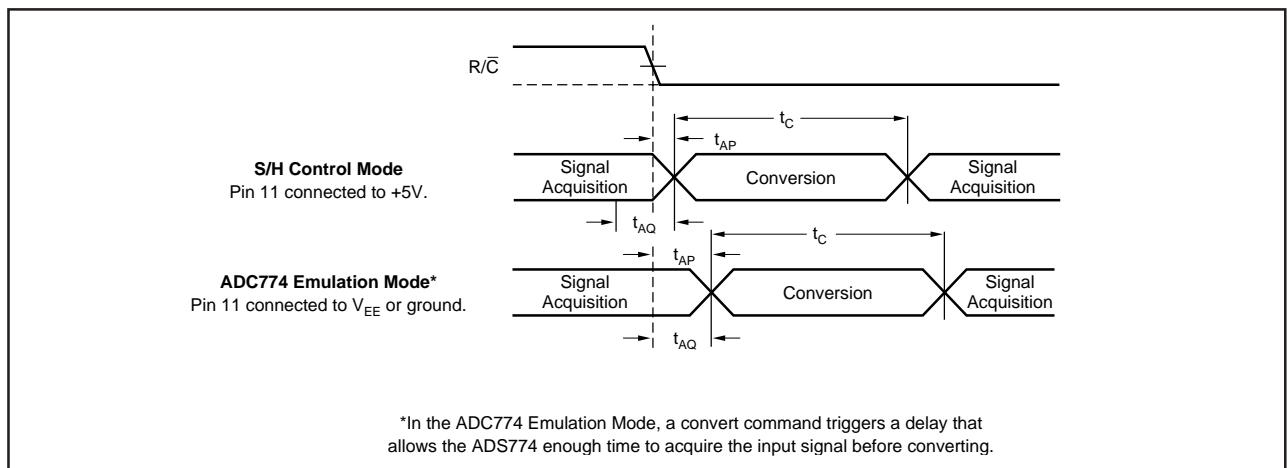 R/C̅
t_C
t_AP
S/H Control Mode
Pin 11 connected to +5V.
Signal
Acquisition
Conversion
Signal
Acquisition
t_AQ
t_C
t_AP
ADC774 Emulation Mode*
Pin 11 connected to V_EE or ground.
Signal
Acquisition
Conversion
Signal
Acquisition
t_AQ
*In the ADC774 Emulation Mode, a convert command triggers a delay that
allows the ADS774 enough time to acquire the input signal before converting.